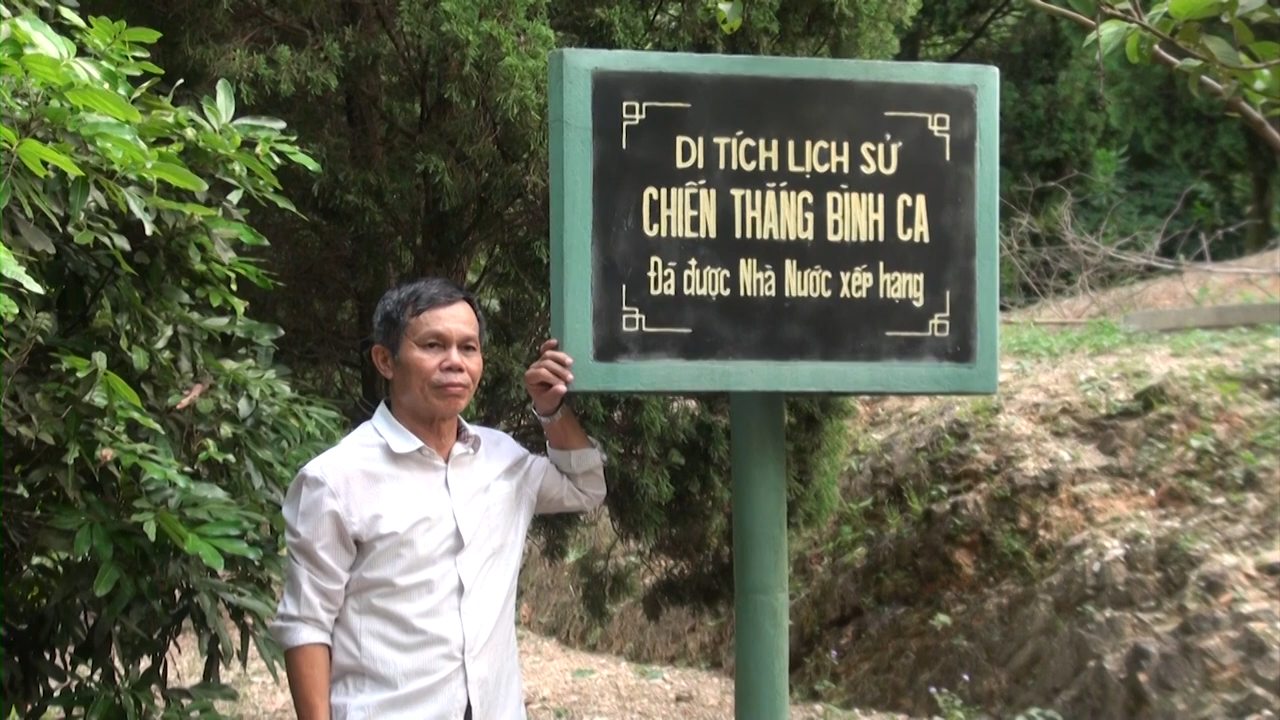 DI TÍCH LỊCH SỬ
CHIẾN THẮNG BÌNH CA
Đã được Nhà Nước xếp hạng